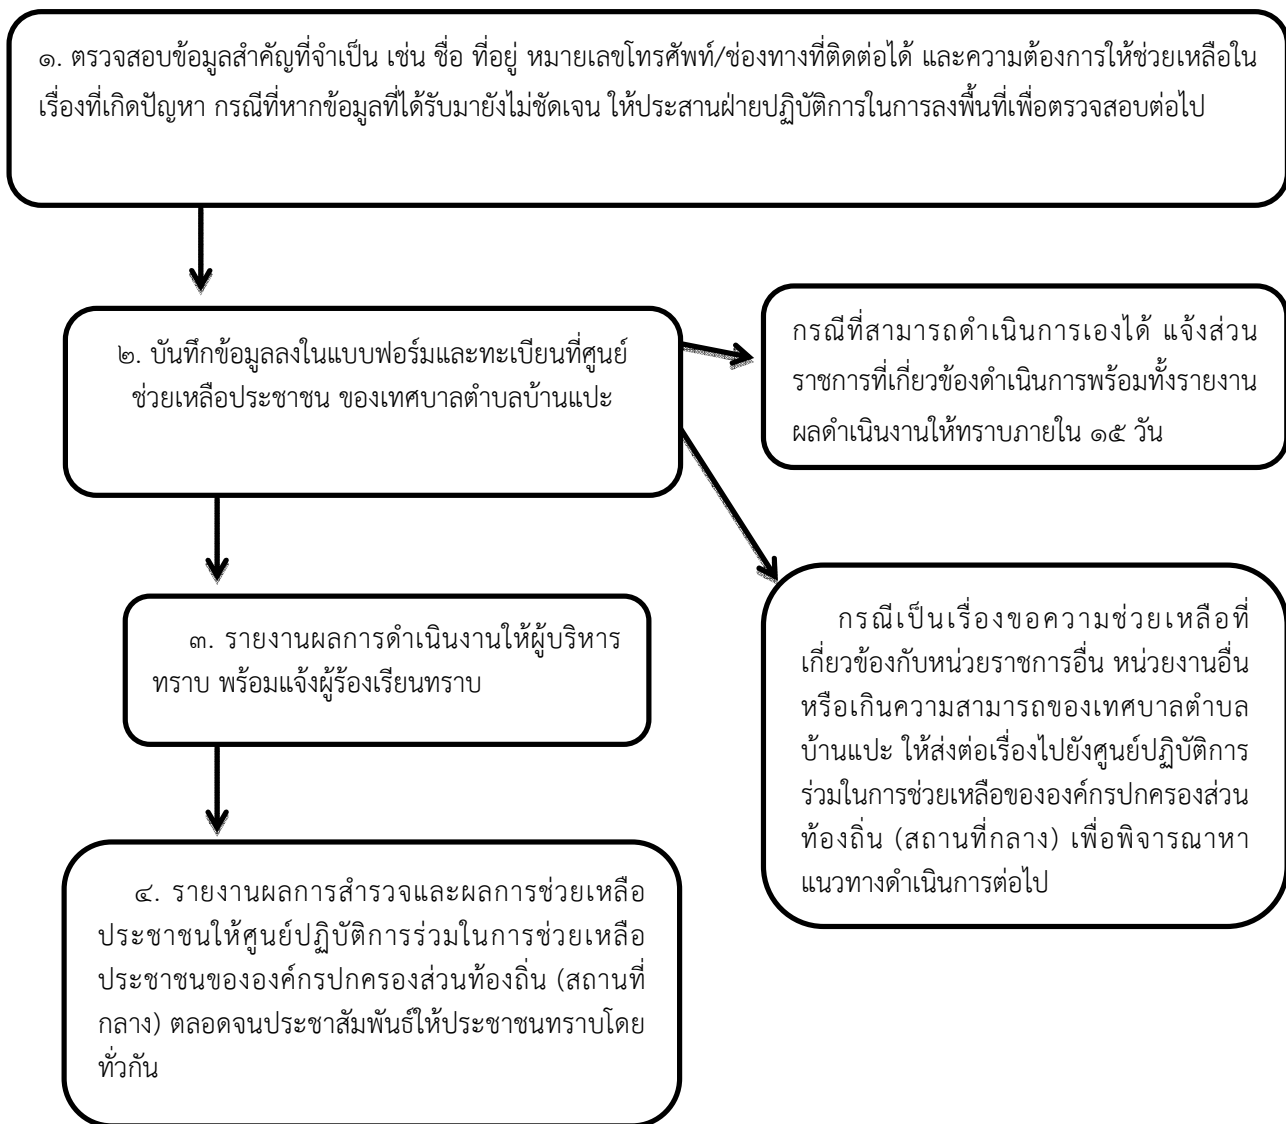 ๑. ตรวจสอบข้อมูลสำคัญที่จำเป็น เช่น ชื่อ ที่อยู่ หมายเลขโทรศัพท์/ช่องทางที่ติดต่อได้ และความต้องการให้ช่วยเหลือใน
เรื่องที่เกิดปัญหา กรณีที่หากข้อมูลที่ได้รับมายังไม่ชัดเจน ให้ประสานฝ่ายปฏิบัติการในการลงพื้นที่เพื่อตรวจสอบต่อไป
๒. บันทึกข้อมูลลงในแบบฟอร์มและทะเบียนที่ศูนย์
ช่วยเหลือประชาชน ของเทศบาลตำบลบ้านแปะ
กรณีที่สามารถดำเนินการเองได้ แจ้งส่วน
ราชการที่เกี่ยวข้องดำเนินการพร้อมทั้งรายงาน
ผลดำเนินงานให้ทราบภายใน ๑๕ วัน
๓. รายงานผลการดำเนินงานให้ผู้บริหาร
ทราบ พร้อมแจ้งผู้ร้องเรียนทราบ
กรณีเป็นเรื่องขอความช่วยเหลือที่
เกี่ยวข้องกับหน่วยราชการอื่น หน่วยงานอื่น
หรือเกินความสามารถของเทศบาลตำบล
บ้านแปะ ให้ส่งต่อเรื่องไปยังศูนย์ปฏิบัติการ
ร่วมในการช่วยเหลือขององค์กรปกครองส่วน
ท้องถิ่น (สถานที่กลาง) เพื่อพิจารณาหา
แนวทางดำเนินการต่อไป
๔. รายงานผลการสำรวจและผลการช่วยเหลือ
ประชาชนให้ศูนย์ปฏิบัติการร่วมในการช่วยเหลือ
ประชาชนขององค์กรปกครองส่วนท้องถิ่น (สถานที่
กลาง) ตลอดจนประชาสัมพันธ์ให้ประชาชนทราบโดย
ทั่วกัน